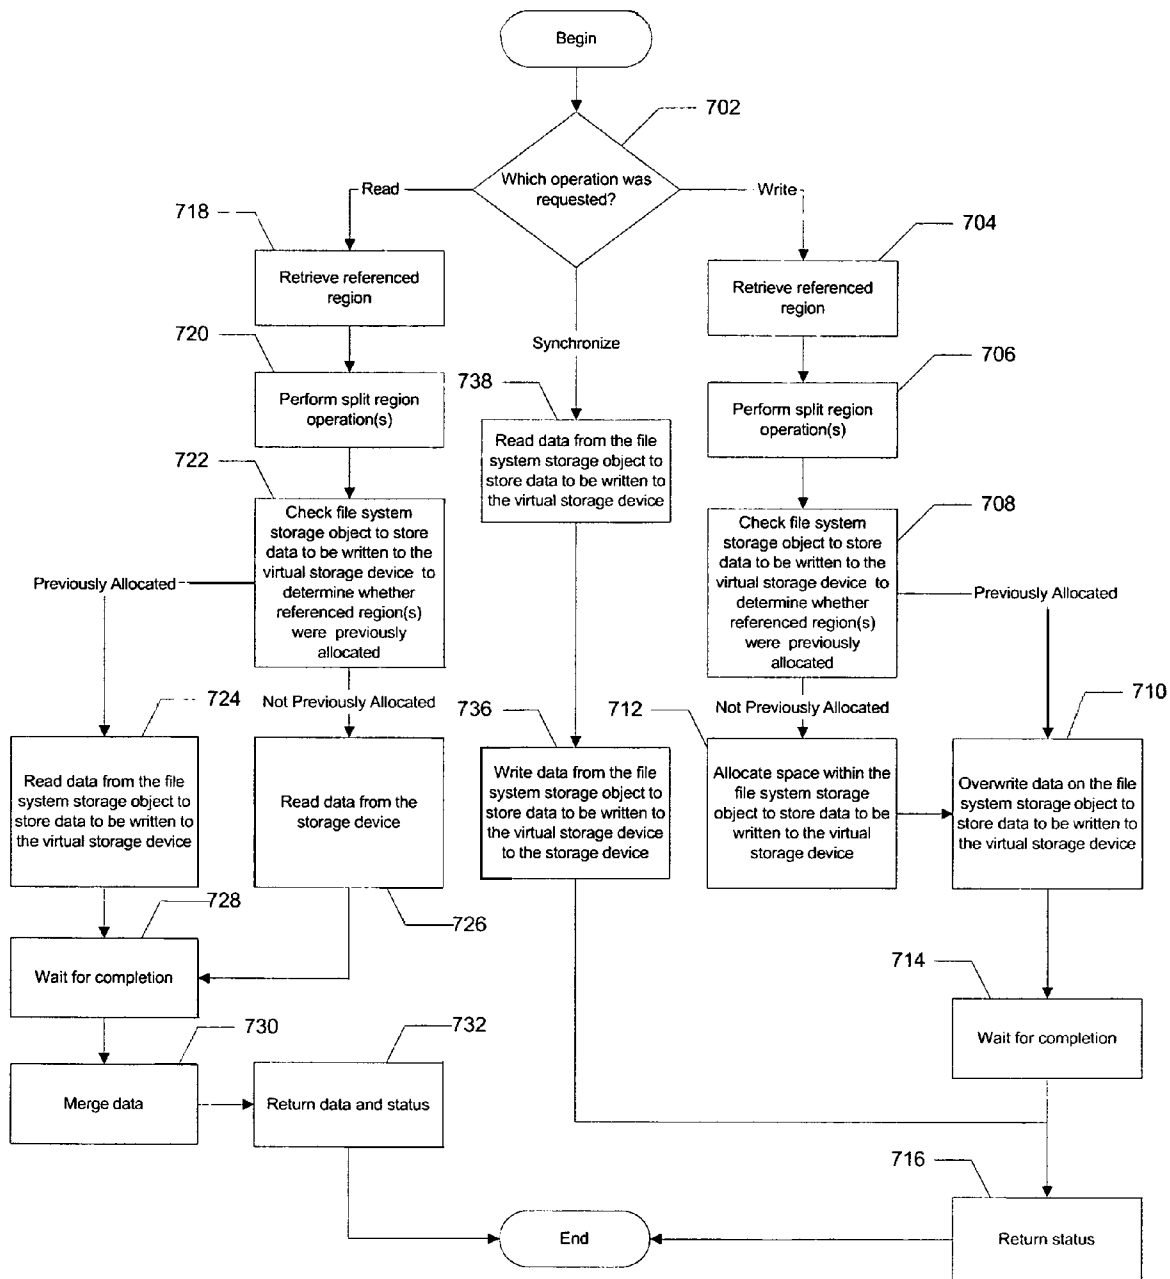 Begin
702
Which operation was
requested?
Read
Write
718
704
Retrieve referenced
region
Retrieve referenced
region
720
Synchronize
706
738
Perform split region
operation(s)
Perform split region
operation(s)
722
Read data from the file
system storage object to
store data to be written to
the virtual storage device
Check file system
storage object to store
data to be written to the
virtual storage device to
determine whether
referenced region(s)
were previously
allocated
708
Check file system
storage object to store
data to be written to the
virtual storage device to
determine whether
referenced region(s)
were previously
allocated
Previously Allocated
Previously Allocated
724
Not Previously Allocated
736
712
Not Previously Allocated
710
Read data from the file
system storage object to
store data to be written to
the virtual storage device
Read data from the
storage device
Write data from the file
system storage object to
store data to be written to
the virtual storage device
to the storage device
Allocate space within the
file system storage
object to store data to be
written to the virtual
storage device
Overwrite data on the file
system storage object to
store data to be written to
the virtual storage device
728
726
Wait for completion
714
730
732
Wait for completion
Merge data
Return data and status
716
End
Return status